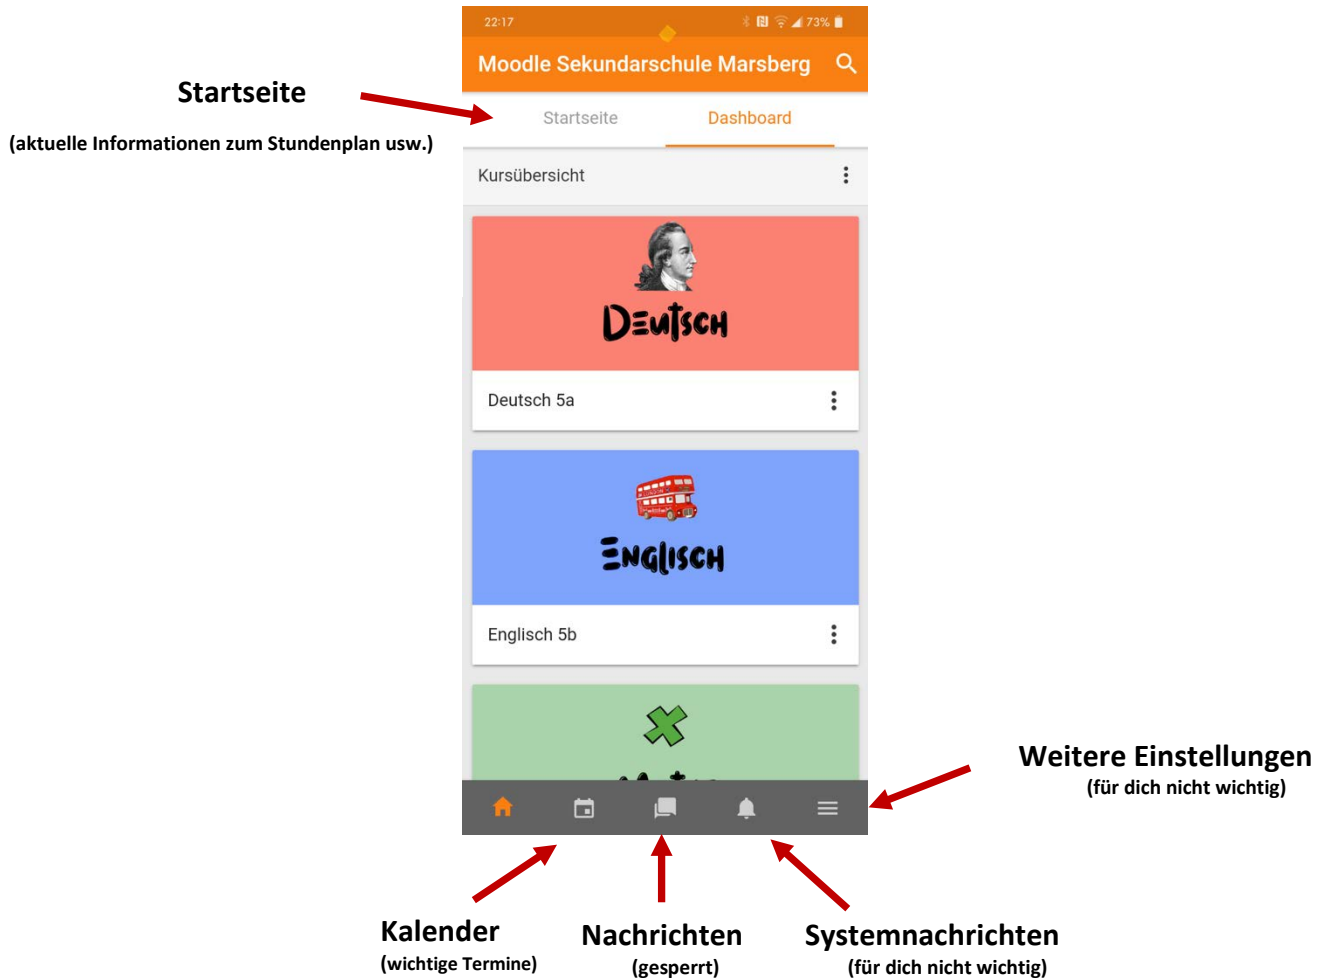 22:17 73%
Moodle Sekundarschule Marsberg
Startseite
(aktuelle Informationen zum Stundenplan usw.)
Startseite Dashboard
Kursübersicht
Deutsch
Deutsch 5a
Englisch
Englisch 5b
Weitere Einstellungen
(für dich nicht wichtig)
Kalender
(wichtige Termine)
Nachrichten
(gesperrt)
Systemnachrichten
(für dich nicht wichtig)